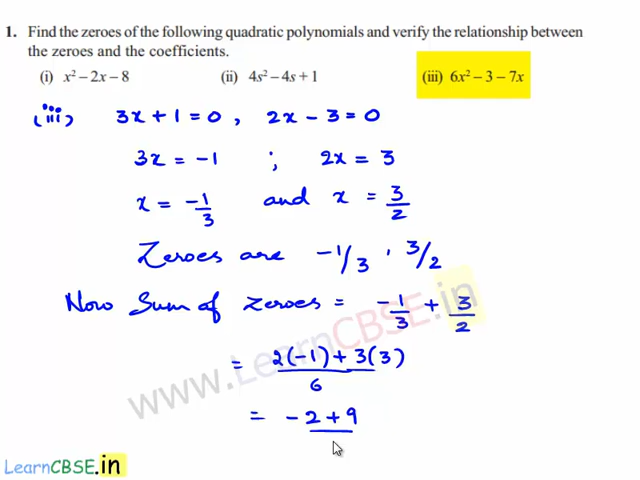 1. Find the zeroes of the following quadratic polynomials and verify the relationship between
the zeroes and the coefficients.
(i) x² – 2x – 8 (ii) 4s² – 4s + 1 (iii) 6x² – 3 – 7x
(iii) 3x + 1 = 0 , 2x - 3 = 0
3x = -1 ; 2x = 3
x = -1/3 and x = 3/2
Zeroes are -1/3 , 3/2
Now Sum of zeroes = -1/3 + 3/2
= 2(-1) + 3(3)/6
= -2 + 9
www.LearnCBSE.in
LearnCBSE.in